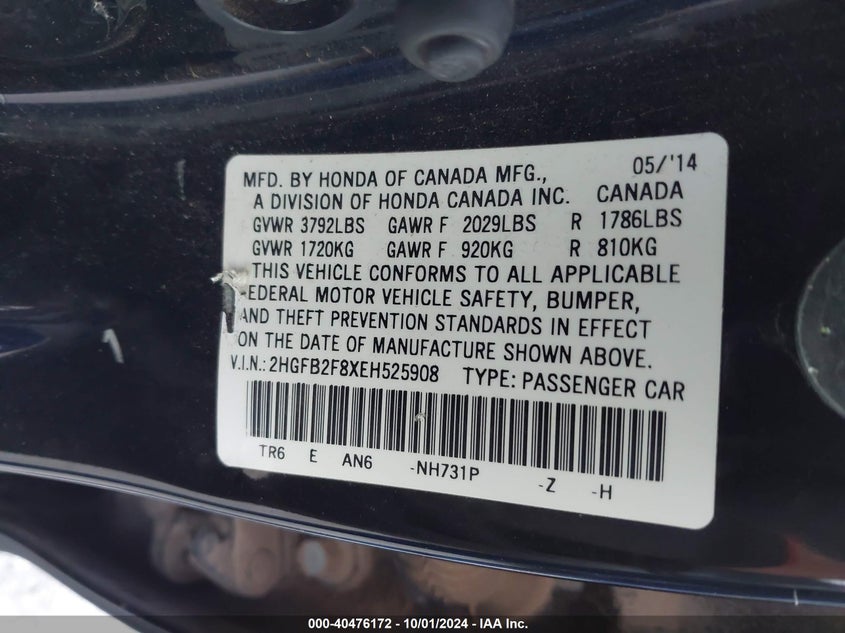 MFD. BY HONDA OF CANADA MFG., 05/'14
A DIVISION OF HONDA CANADA INC. CANADA
GVWR 3792LBS GAWR F 2029LBS R 1786LBS
GVWR 1720KG GAWR F 920KG R 810KG
THIS VEHICLE CONFORMS TO ALL APPLICABLE
EDERAL MOTOR VEHICLE SAFETY, BUMPER,
AND THEFT PREVENTION STANDARDS IN EFFECT
ON THE DATE OF MANUFACTURE SHOWN ABOVE.
V.I.N.: 2HGFB2F8XEH525908 TYPE: PASSENGER CAR
TR6 E AN6 -NH731P -Z -H
000-40476172 - 10/01/2024 - IAA Inc.